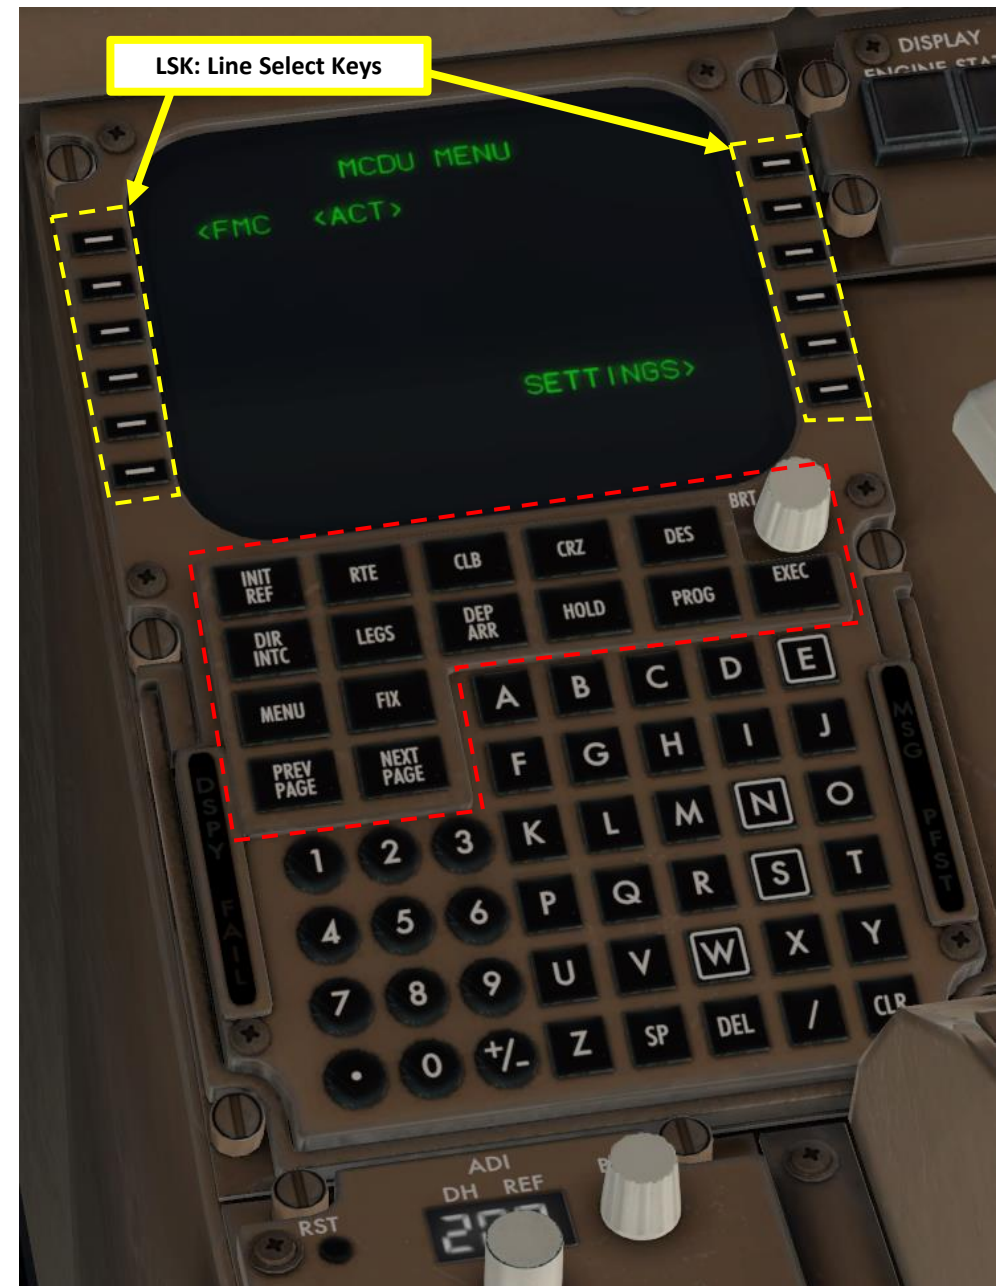 LSK: Line Select Keys
DISPLAY
MCDU MENU
<FMC <ACT>
SETTINGS>
BRT
INIT REF RTE CLB CRZ DES
DIR INTC LEGS DEP ARR HOLD PROG EXEC
MENU FIX
PREV PAGE NEXT PAGE
A B C D E
F G H I J
1 2 3 K L M N O
4 5 6 P Q R S T
7 8 9 U V W X Y
. 0 +/- Z SP DEL / CLR
DSPY FAIL
MSG PFST
ADI
DH REF
RST